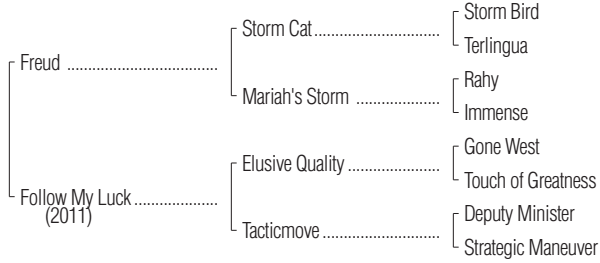 Storm Bird
Storm Cat
Terlingua
Freud
Rahy
Mariah's Storm
Immense
Gone West
Elusive Quality
Touch of Greatness
Follow My Luck
(2011)
Deputy Minister
Tacticmove
Strategic Maneuver